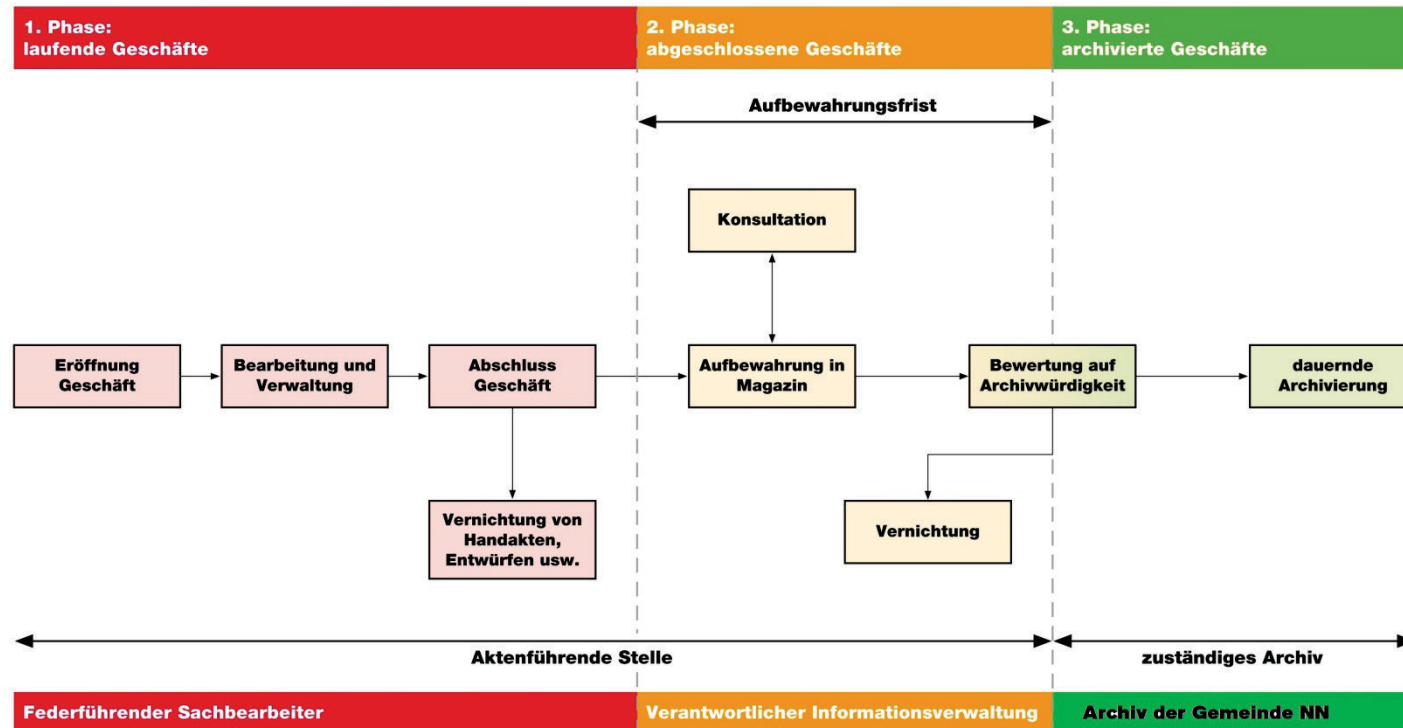 1. Phase:
laufende Geschäfte
2. Phase:
abgeschlossene Geschäfte
3. Phase:
archivierte Geschäfte
Aufbewahrungsfrist
Konsultation
Eröffnung
Geschäft
Bearbeitung und
Verwaltung
Abschluss
Geschäft
Aufbewahrung in
Magazin
Bewertung auf
Archivwürdigkeit
dauernde
Archivierung
Vernichtung von
Handakten,
Entwürfen usw.
Vernichtung
Aktenführende Stelle
zuständiges Archiv
Federführender Sachbearbeiter
Verantwortlicher Informationsverwaltung
Archiv der Gemeinde NN